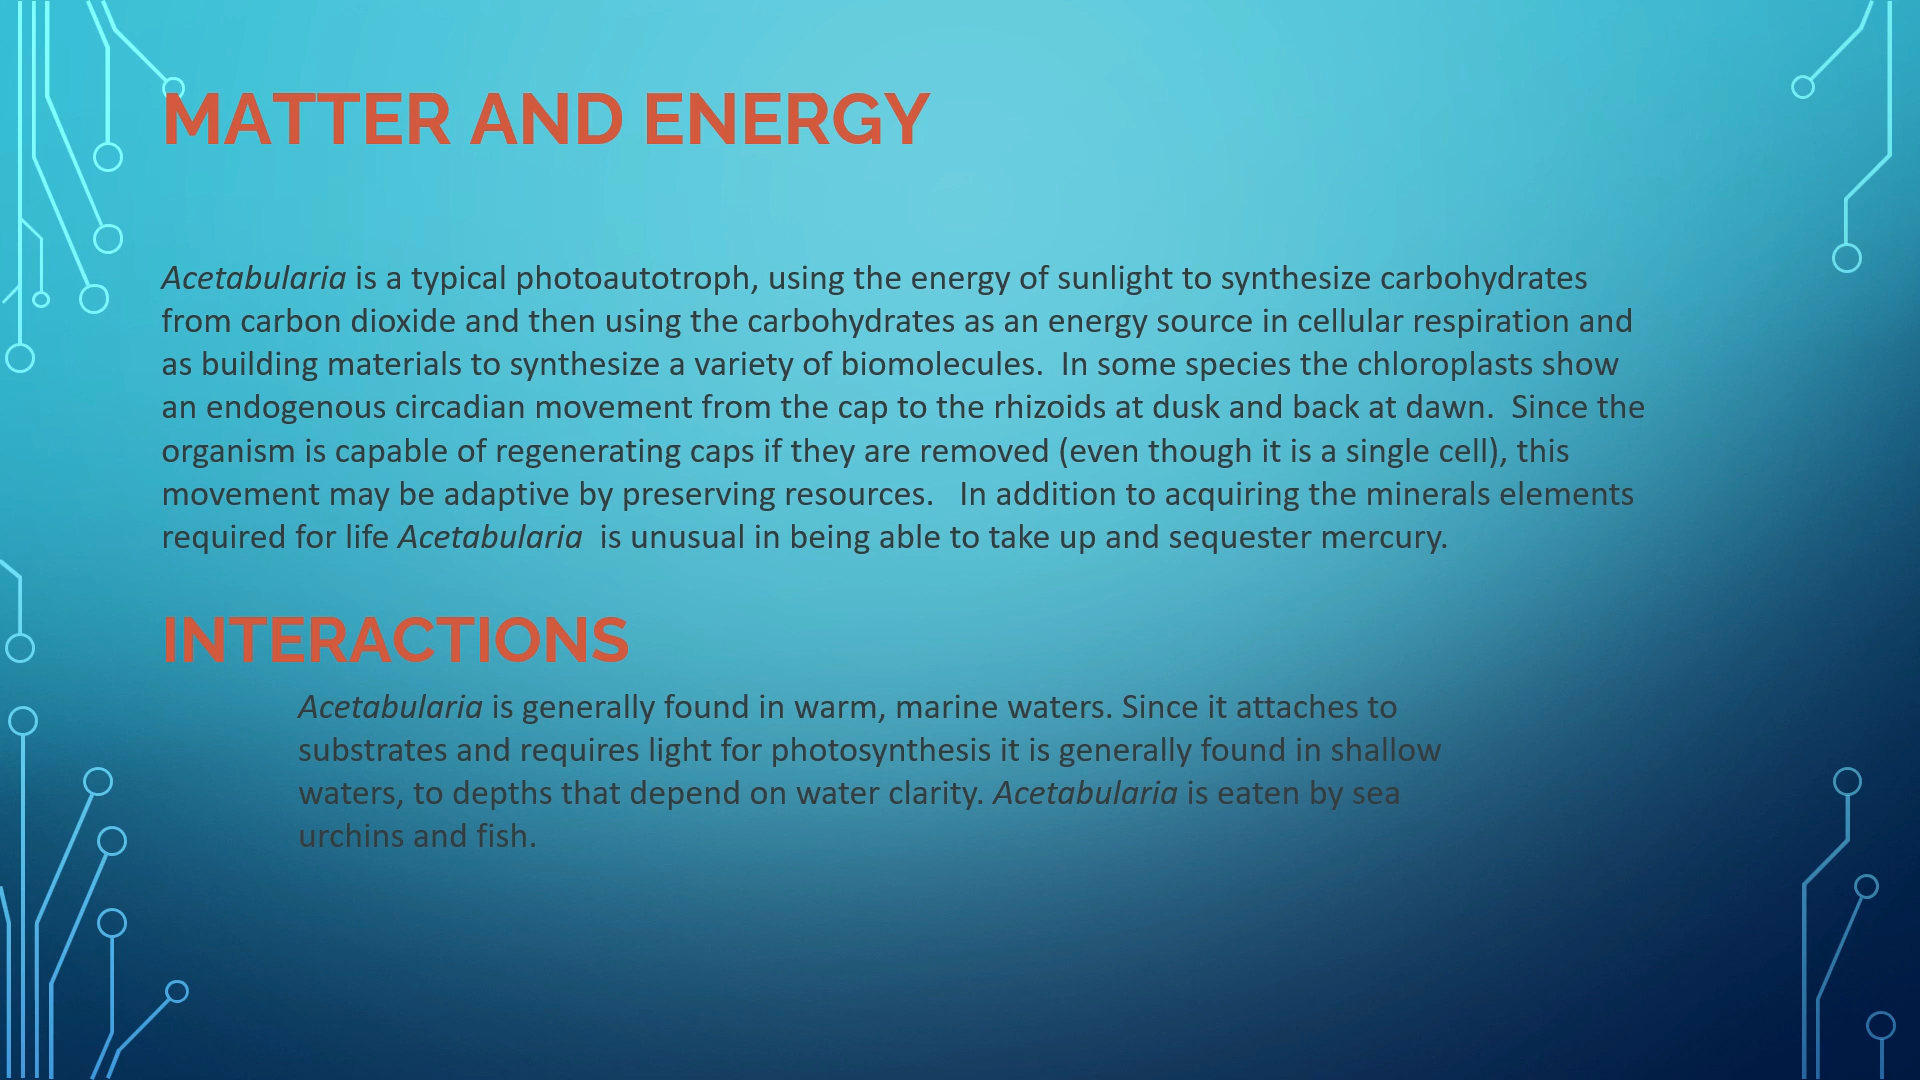 MATTER AND ENERGY
Acetabularia is a typical photoautotroph, using the energy of sunlight to synthesize carbohydrates
from carbon dioxide and then using the carbohydrates as an energy source in cellular respiration and
as building materials to synthesize a variety of biomolecules.  In some species the chloroplasts show
an endogenous circadian movement from the cap to the rhizoids at dusk and back at dawn.  Since the
organism is capable of regenerating caps if they are removed (even though it is a single cell), this
movement may be adaptive by preserving resources.   In addition to acquiring the minerals elements
required for life Acetabularia  is unusual in being able to take up and sequester mercury.
INTERACTIONS
Acetabularia is generally found in warm, marine waters. Since it attaches to
substrates and requires light for photosynthesis it is generally found in shallow
waters, to depths that depend on water clarity. Acetabularia is eaten by sea
urchins and fish.